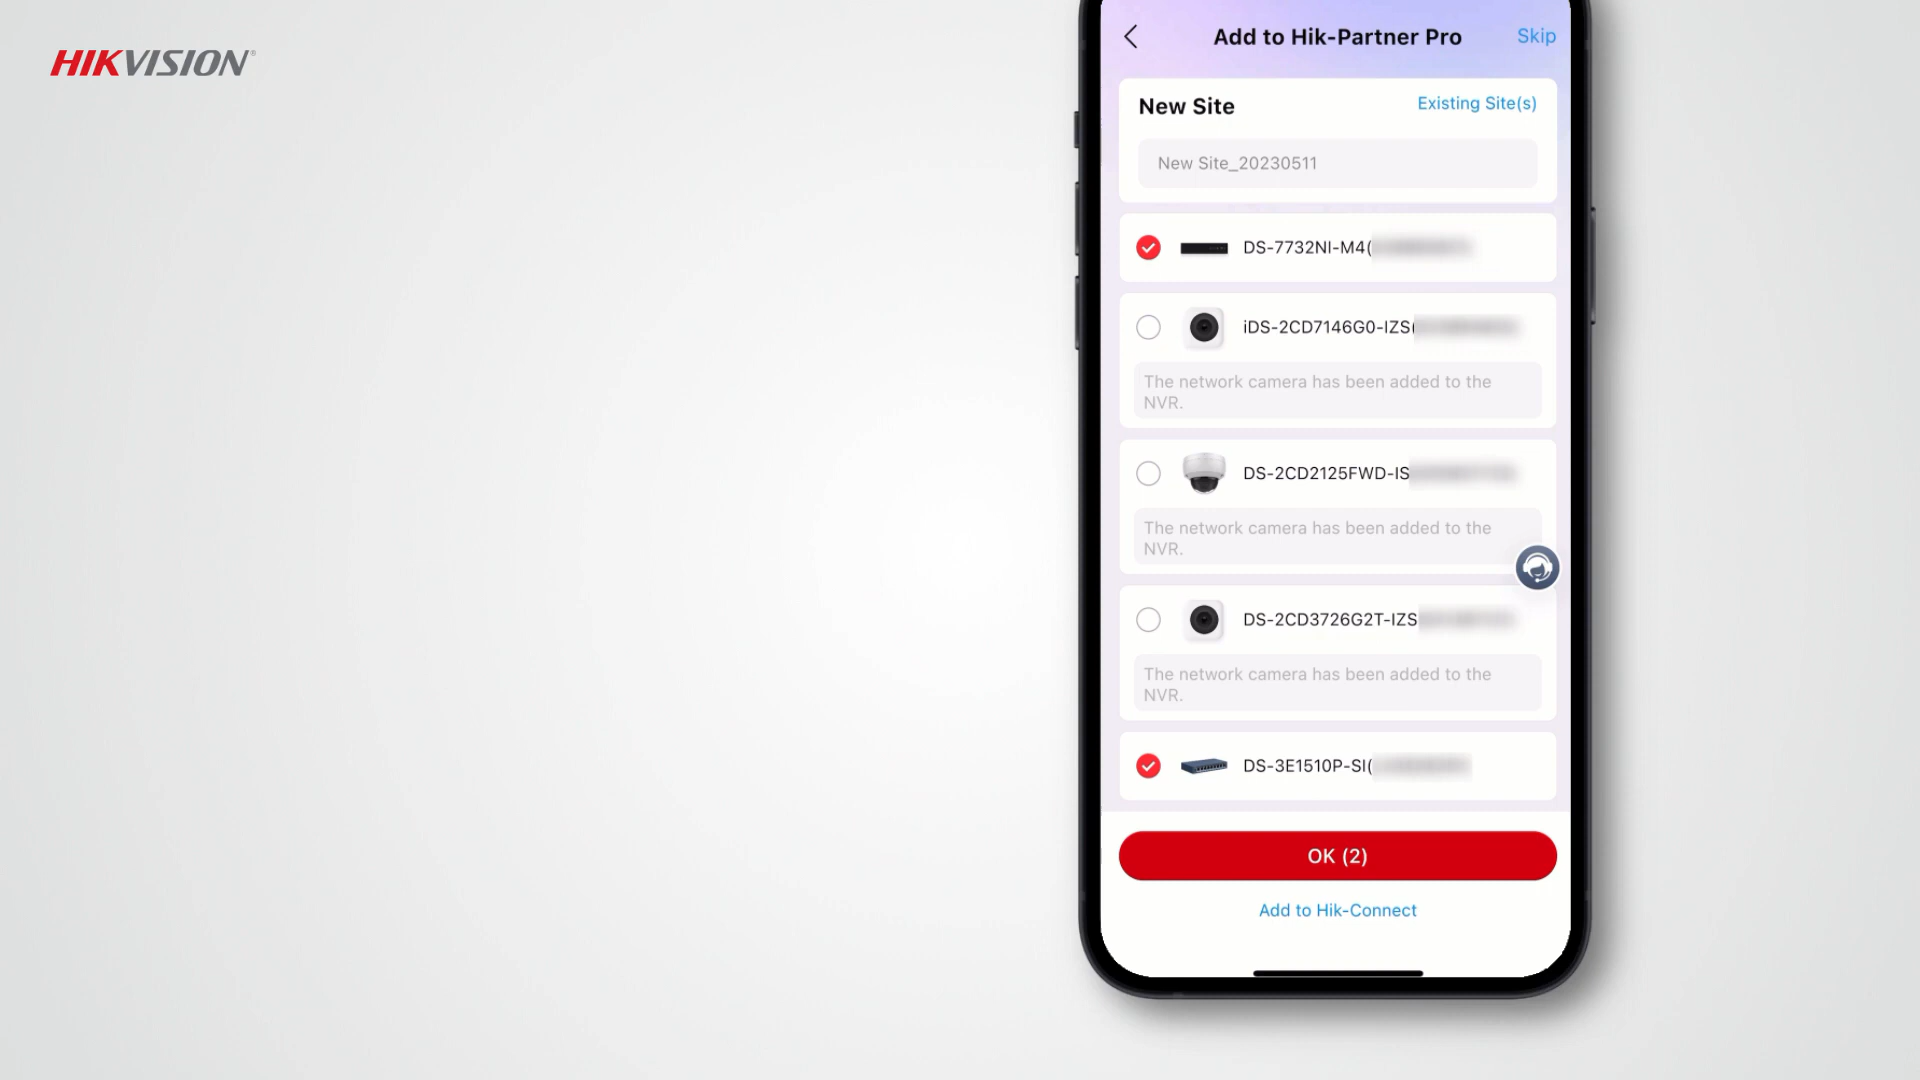 HIKVISION®
Add to Hik-Partner Pro
Skip
New Site
Existing Site(s)
New Site_20230511
DS-7732NI-M4(
iDS-2CD7146G0-IZS(
The network camera has been added to the
NVR.
DS-2CD2125FWD-IS
The network camera has been added to the
NVR.
DS-2CD3726G2T-IZS
The network camera has been added to the
NVR.
DS-3E1510P-SI(
OK (2)
Add to Hik-Connect